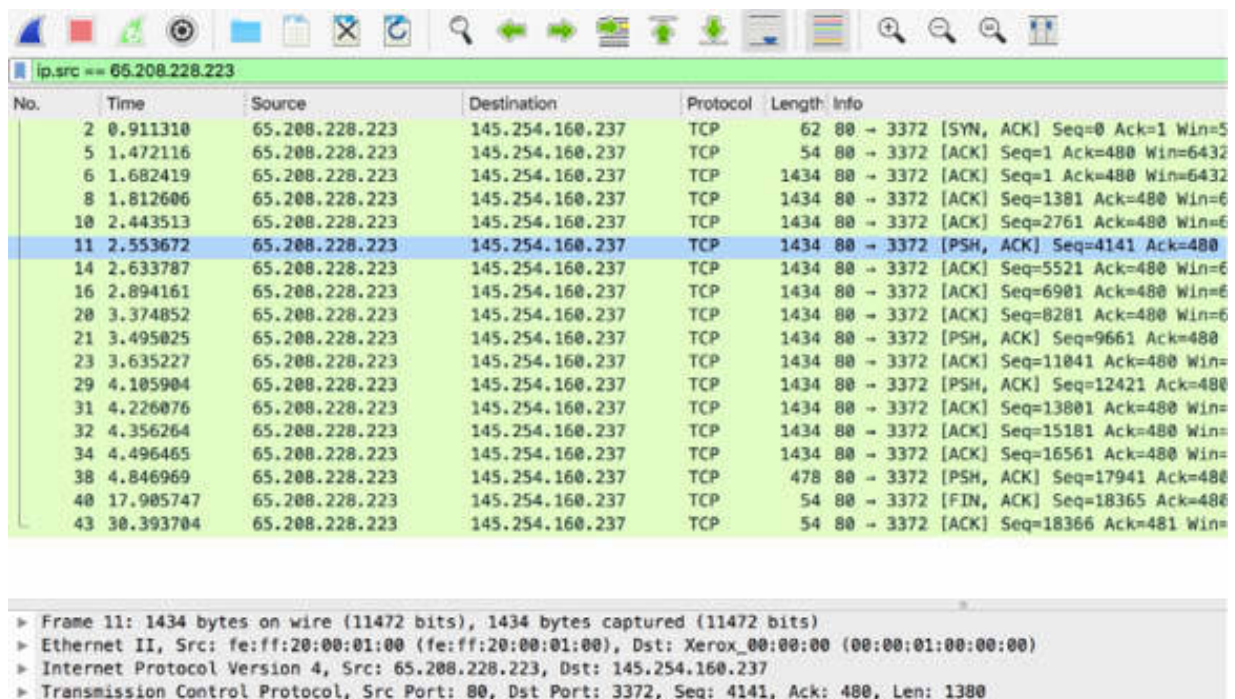 ip.src == 65.208.228.223
No. Time Source Destination Protocol Length Info
2 0.911310 65.208.228.223 145.254.160.237 TCP 62 80 → 3372 [SYN, ACK] Seq=0 Ack=1 Win=5
5 1.472116 65.208.228.223 145.254.160.237 TCP 54 80 → 3372 [ACK] Seq=1 Ack=480 Win=6432
6 1.682419 65.208.228.223 145.254.160.237 TCP 1434 80 → 3372 [ACK] Seq=1 Ack=480 Win=6432
8 1.812606 65.208.228.223 145.254.160.237 TCP 1434 80 → 3372 [ACK] Seq=1381 Ack=480 Win=6
10 2.443513 65.208.228.223 145.254.160.237 TCP 1434 80 → 3372 [ACK] Seq=2761 Ack=480 Win=6
11 2.553672 65.208.228.223 145.254.160.237 TCP 1434 80 → 3372 [PSH, ACK] Seq=4141 Ack=480
14 2.633787 65.208.228.223 145.254.160.237 TCP 1434 80 → 3372 [ACK] Seq=5521 Ack=480 Win=6
16 2.894161 65.208.228.223 145.254.160.237 TCP 1434 80 → 3372 [ACK] Seq=6901 Ack=480 Win=6
20 3.374852 65.208.228.223 145.254.160.237 TCP 1434 80 → 3372 [ACK] Seq=8281 Ack=480 Win=6
21 3.495025 65.208.228.223 145.254.160.237 TCP 1434 80 → 3372 [PSH, ACK] Seq=9661 Ack=480
23 3.635227 65.208.228.223 145.254.160.237 TCP 1434 80 → 3372 [ACK] Seq=11041 Ack=480 Win=
29 4.105904 65.208.228.223 145.254.160.237 TCP 1434 80 → 3372 [PSH, ACK] Seq=12421 Ack=480
31 4.226076 65.208.228.223 145.254.160.237 TCP 1434 80 → 3372 [ACK] Seq=13801 Ack=480 Win=
32 4.356264 65.208.228.223 145.254.160.237 TCP 1434 80 → 3372 [ACK] Seq=15181 Ack=480 Win=
34 4.496465 65.208.228.223 145.254.160.237 TCP 1434 80 → 3372 [ACK] Seq=16561 Ack=480 Win=
38 4.846969 65.208.228.223 145.254.160.237 TCP 478 80 → 3372 [PSH, ACK] Seq=17941 Ack=480
40 17.905747 65.208.228.223 145.254.160.237 TCP 54 80 → 3372 [FIN, ACK] Seq=18365 Ack=480
43 30.393704 65.208.228.223 145.254.160.237 TCP 54 80 → 3372 [ACK] Seq=18366 Ack=481 Win=
Frame 11: 1434 bytes on wire (11472 bits), 1434 bytes captured (11472 bits)
Ethernet II, Src: fe:ff:20:00:01:00 (fe:ff:20:00:01:00), Dst: Xerox_00:00:00 (00:00:01:00:00:00)
Internet Protocol Version 4, Src: 65.208.228.223, Dst: 145.254.160.237
Transmission Control Protocol, Src Port: 80, Dst Port: 3372, Seq: 4141, Ack: 480, Len: 1380